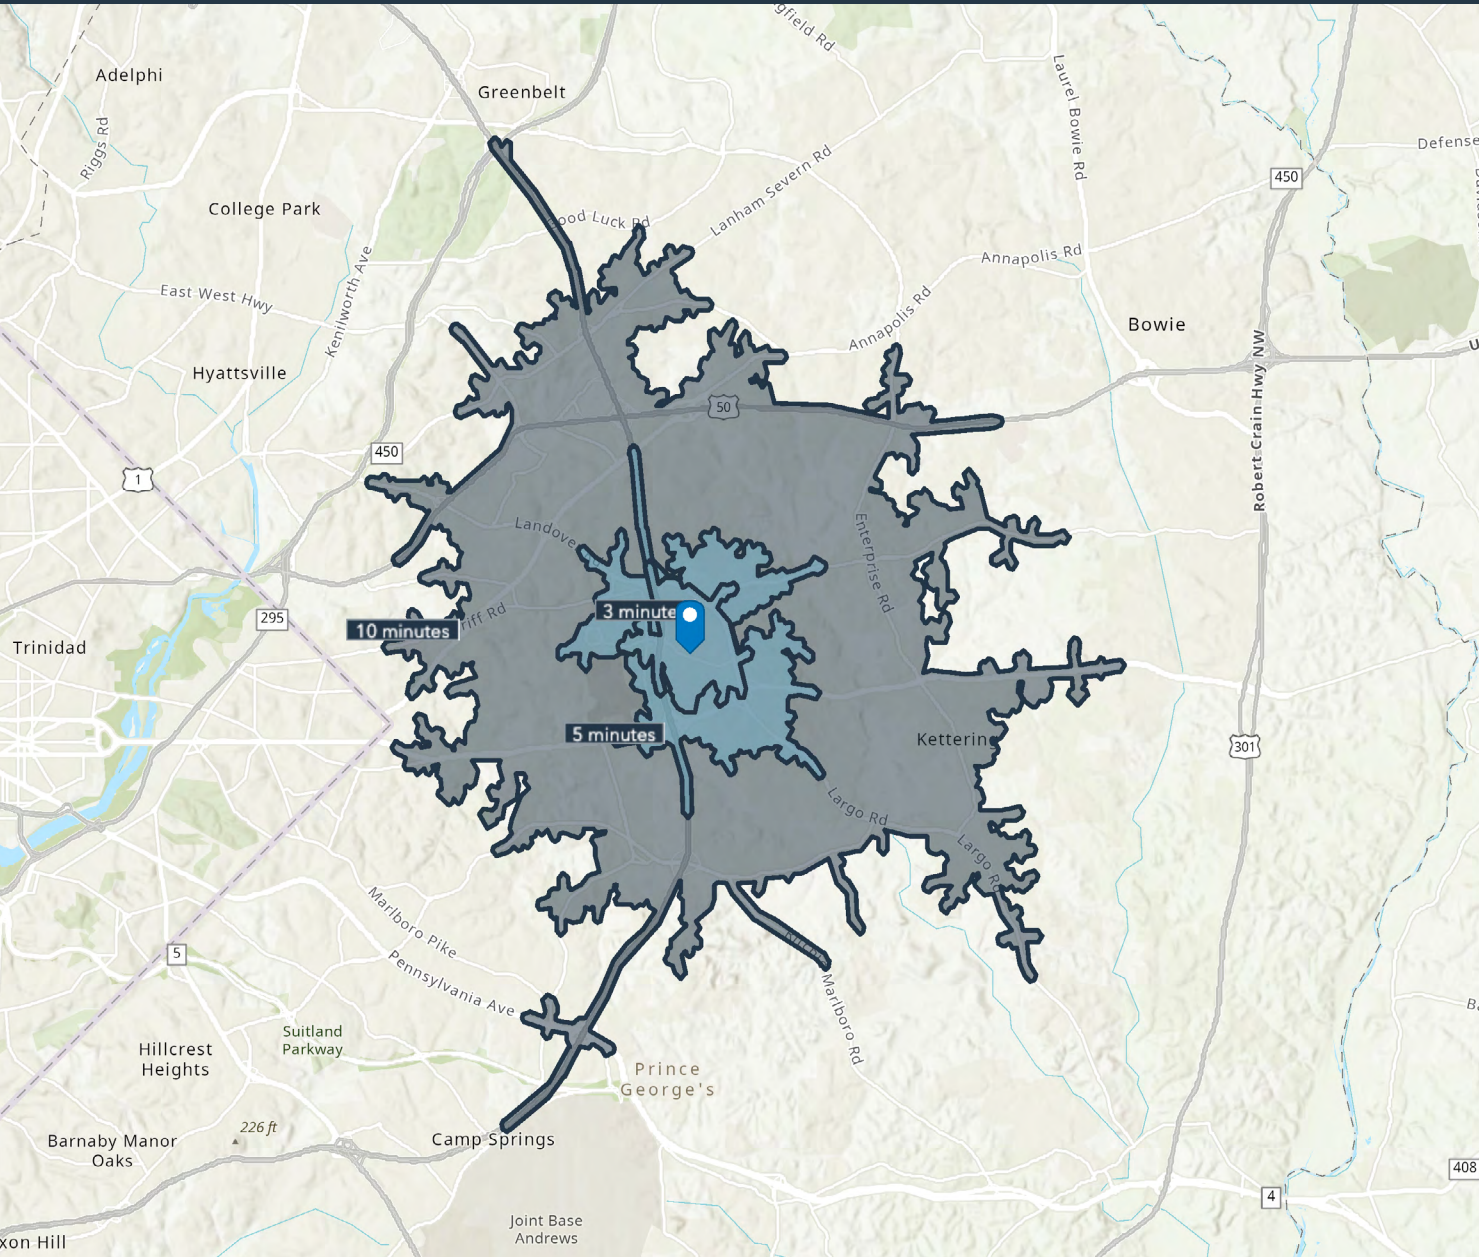 Adelphi
Riggs Rd
Greenbelt
College Park
East West Hwy
Kenilworth Ave
Hyattsville
Lanham Severn Rd
Laurel Bowie Rd
450
Defense
Annapolis Rd
Annapolis Rd
Bowie
Robert Crain Hwy NW
50
450
1
Enterprise Rd
295
3 minute
10 minutes
Trinidad
5 minutes
Kettering
301
Largo Rd
Largo Rd
Marlboro Pike
Pennsylvania Ave
5
Marlboro Rd
Suitland
Parkway
Hillcrest
Heights
Prince
George's
226 ft
Camp Springs
Barnaby Manor
Oaks
408
4
Joint Base
Andrews
xon Hill